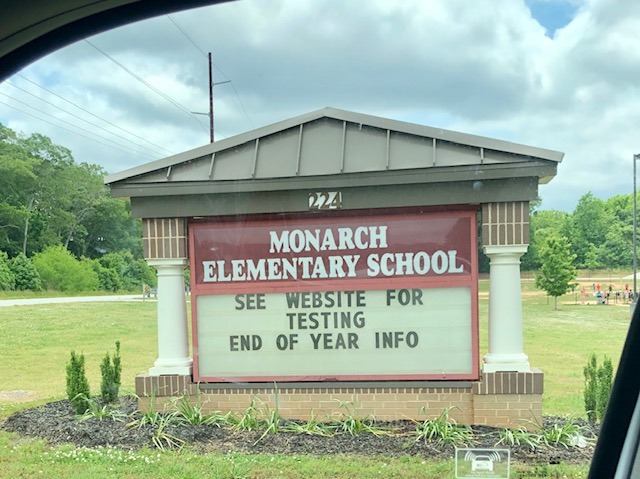 224
MONARCH
ELEMENTARY SCHOOL
SEE WEBSITE FOR
TESTING
END OF YEAR INFO